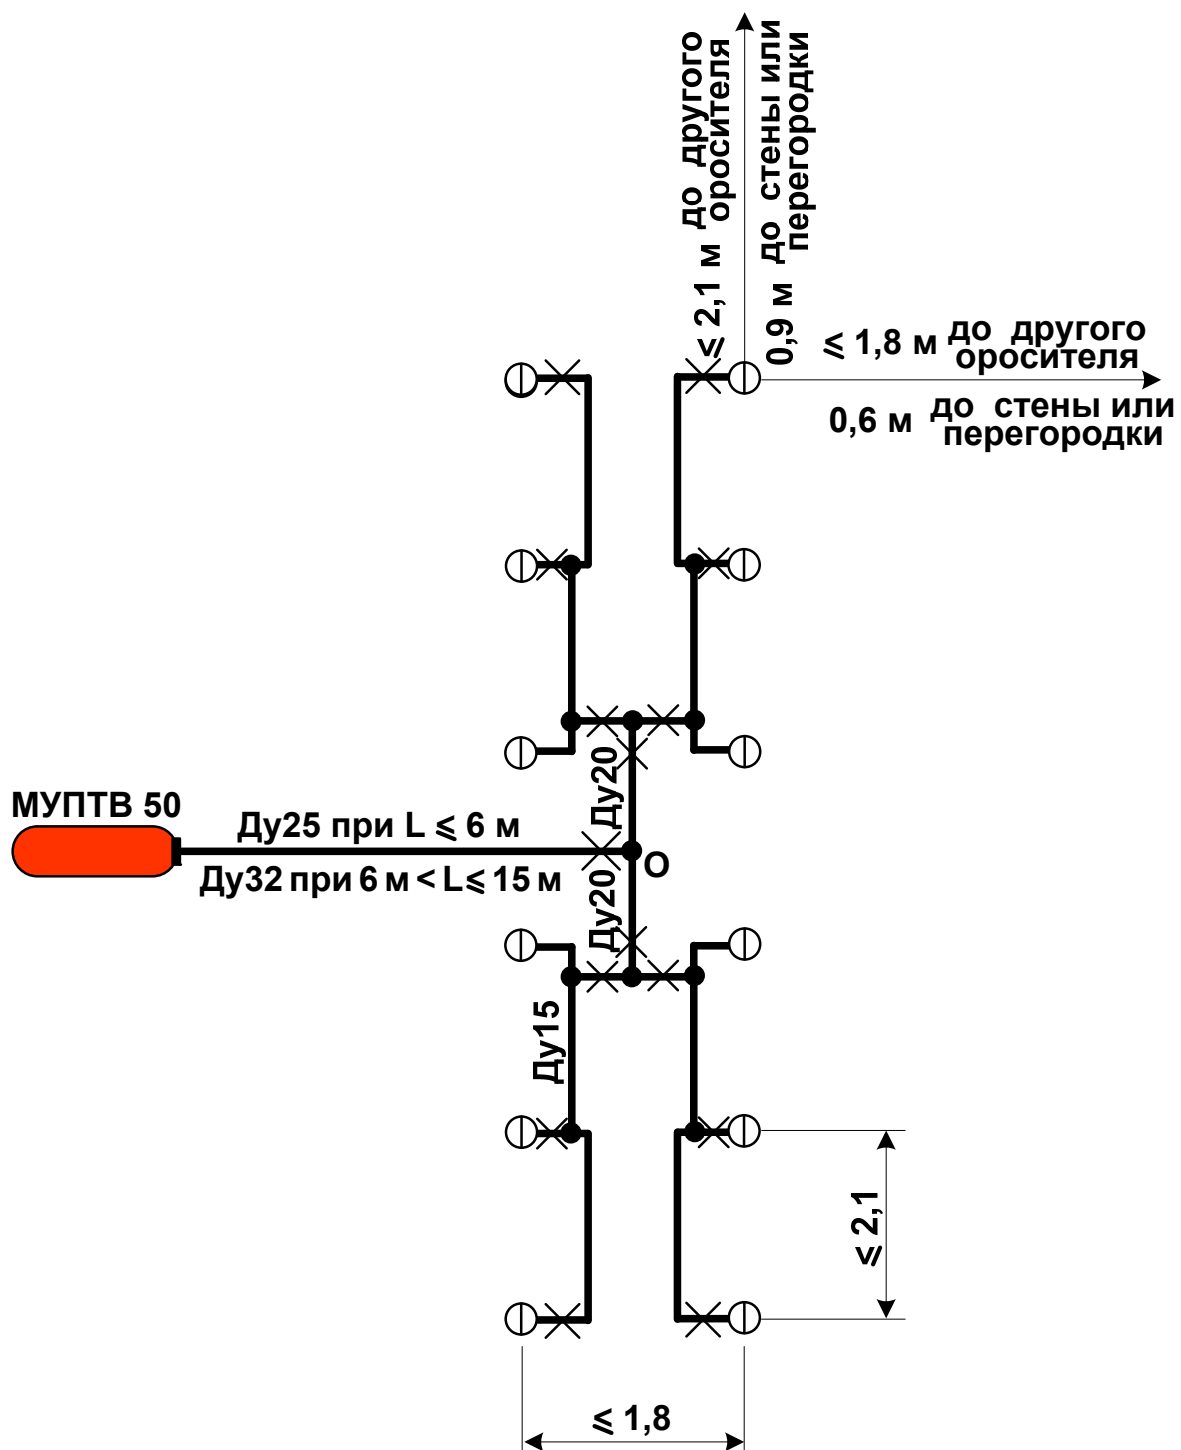 ≤ 2,1 м до другого
оросителя
0,9 м до стены или
перегородки
≤ 1,8 м до другого
оросителя
0,6 м до стены или
перегородки
МУПТВ 50
Ду25 при L ≤ 6 м
Ду32 при 6 м < L ≤ 15 м
Ду20
О
Ду20
Ду15
≤ 2,1
≤ 1,8